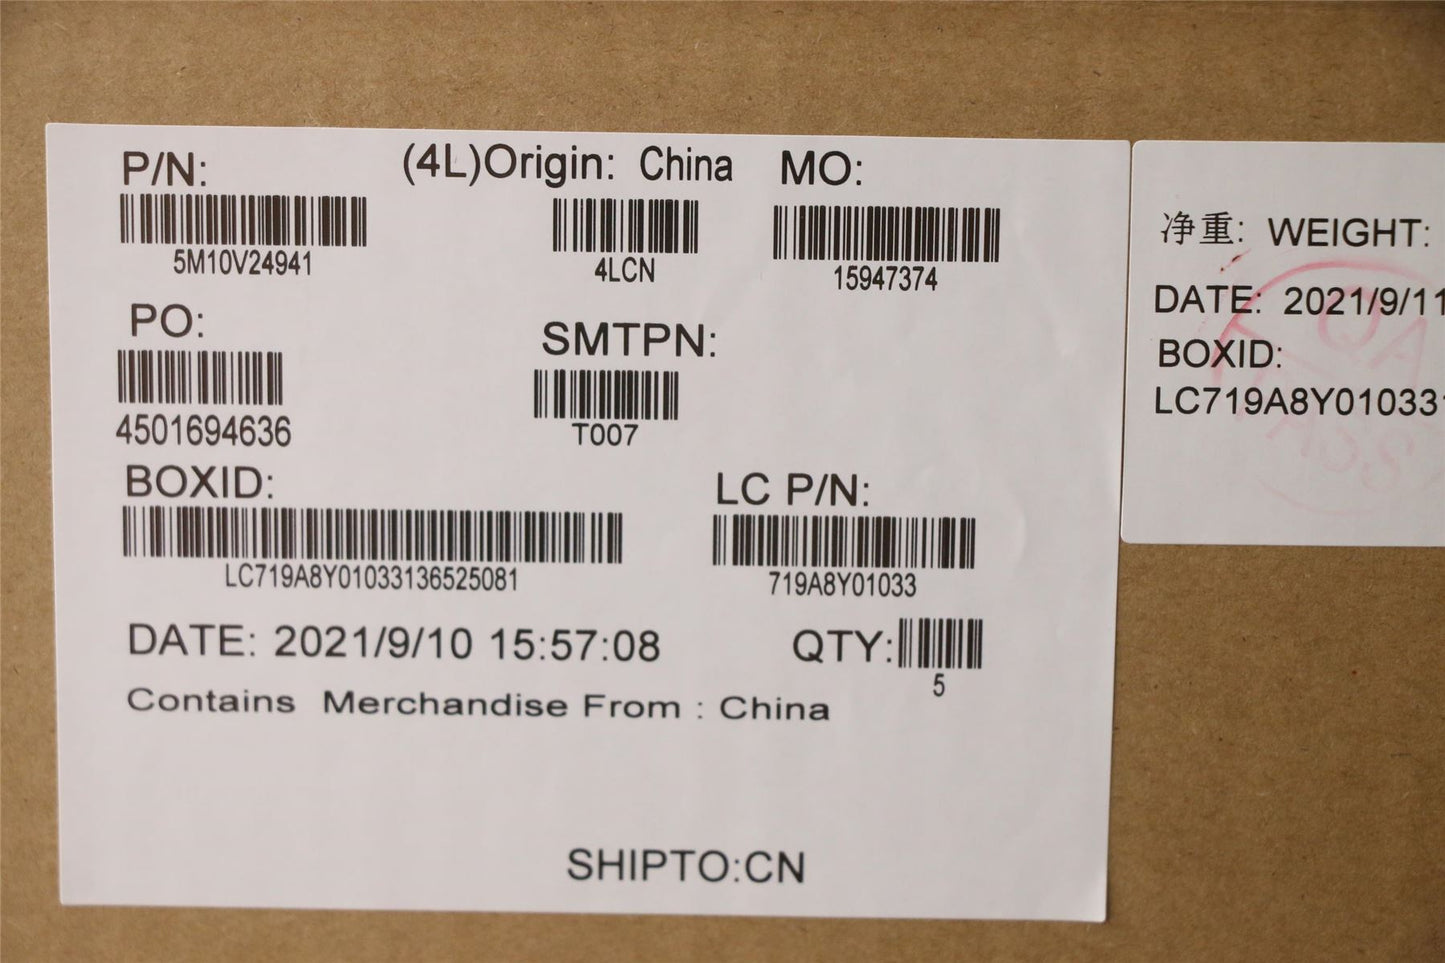 P/N: (4L)Origin: China MO:
5M10V24941 4LCN 15947374
PO: SMTPN:
4501694636 T007
BOXID: LC P/N:
LC719A8Y01033136525081 719A8Y01033
DATE: 2021/9/10 15:57:08 QTY:
5
Contains Merchandise From : China
SHIPTO:CN
净重: WEIGHT:
DATE: 2021/9/11
BOXID:
LC719A8Y01033
QA